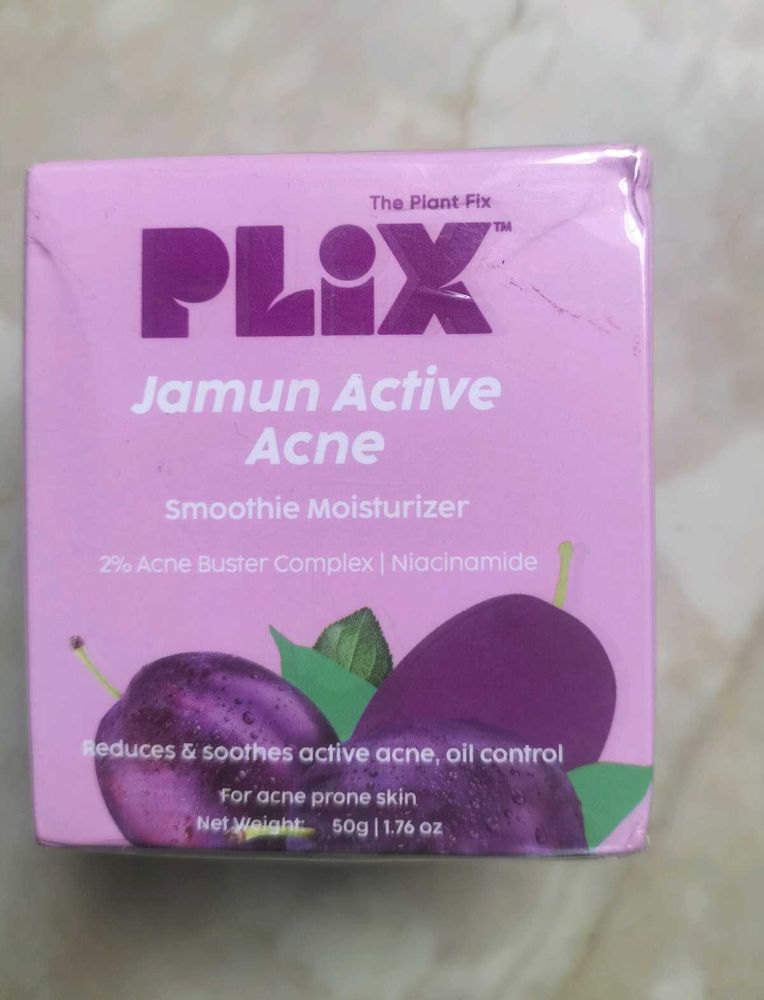 The Plant Fix
PLiX™
Jamun Active
Acne
Smoothie Moisturizer
2% Acne Buster Complex | Niacinamide
Reduces & soothes active acne, oil control
For acne prone skin
Net Weight: 50g | 1.76 oz